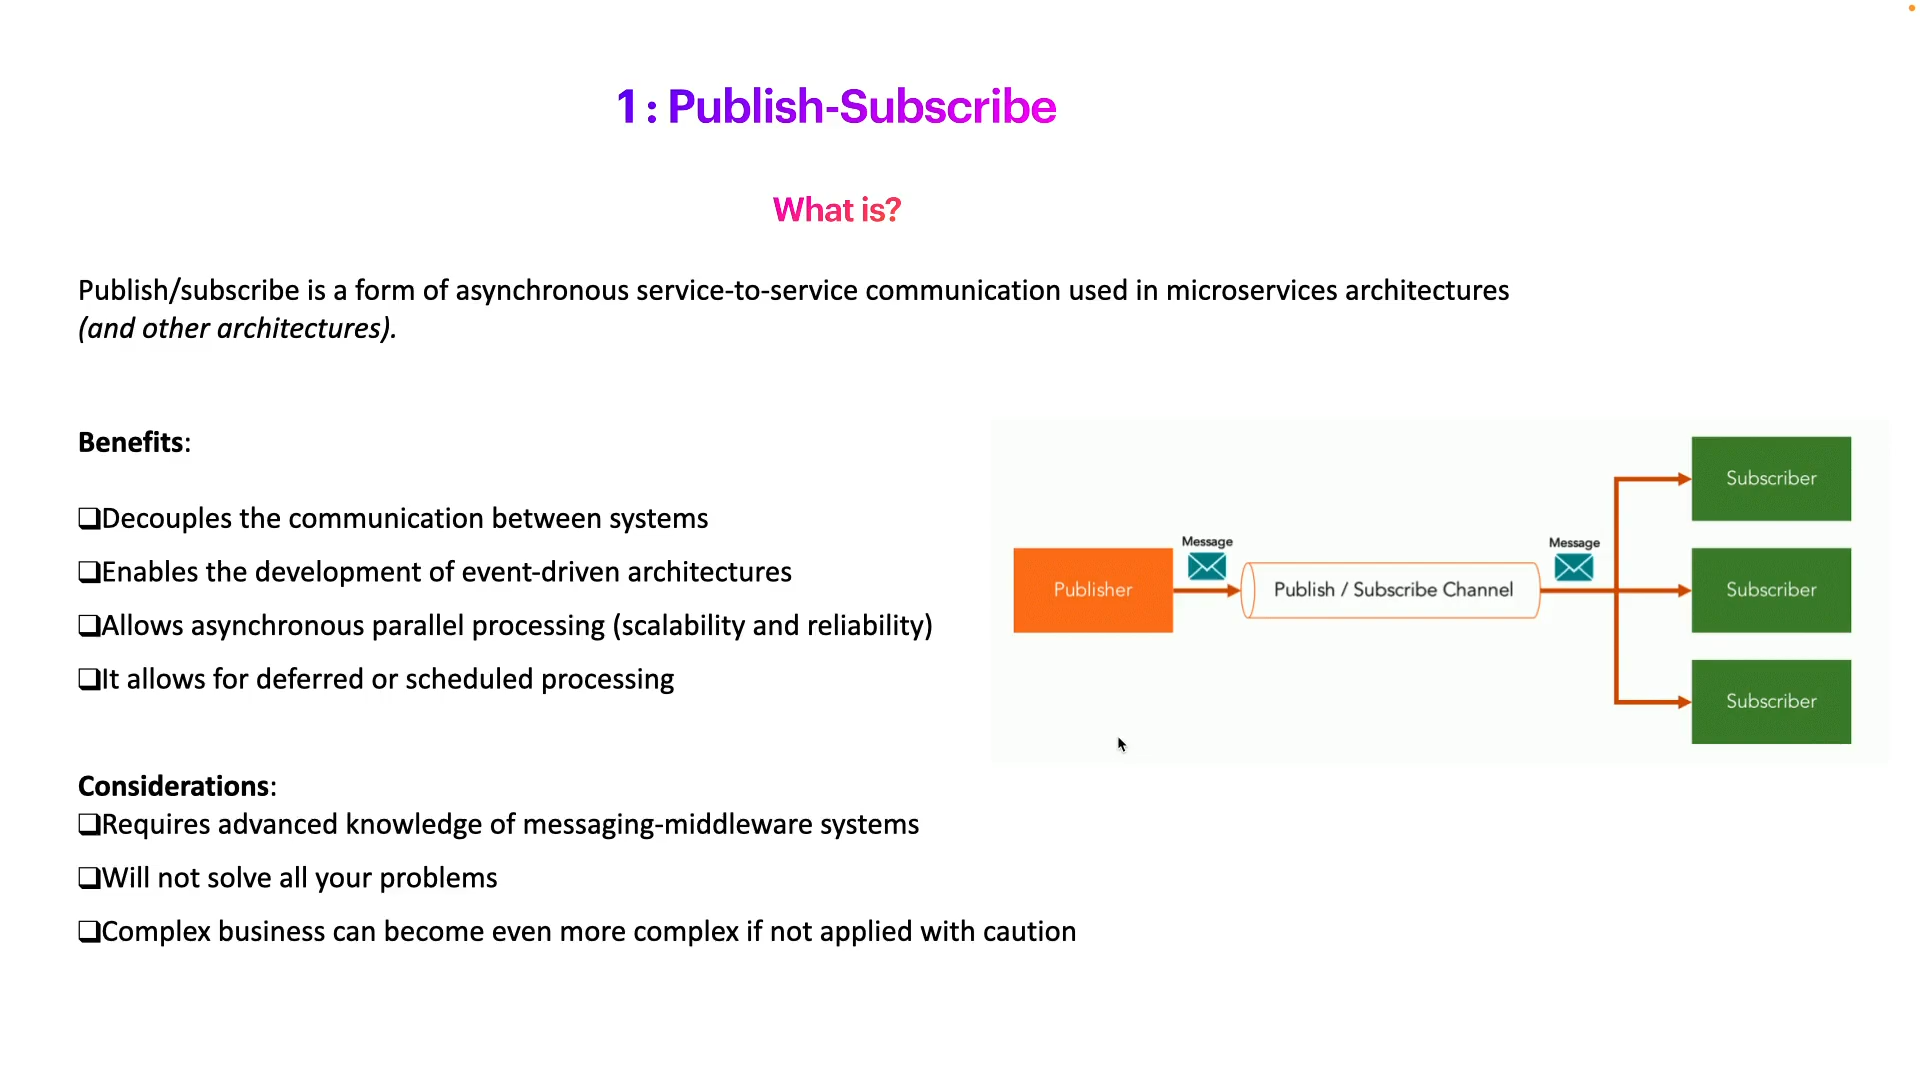 1 : Publish-Subscribe
What is?
Publish/subscribe is a form of asynchronous service-to-service communication used in microservices architectures
(and other architectures).
Benefits:
❑Decouples the communication between systems
❑Enables the development of event-driven architectures
❑Allows asynchronous parallel processing (scalability and reliability)
❑It allows for deferred or scheduled processing
Considerations:
❑Requires advanced knowledge of messaging-middleware systems
❑Will not solve all your problems
❑Complex business can become even more complex if not applied with caution
Publisher
Message
Publish / Subscribe Channel
Message
Subscriber
Subscriber
Subscriber